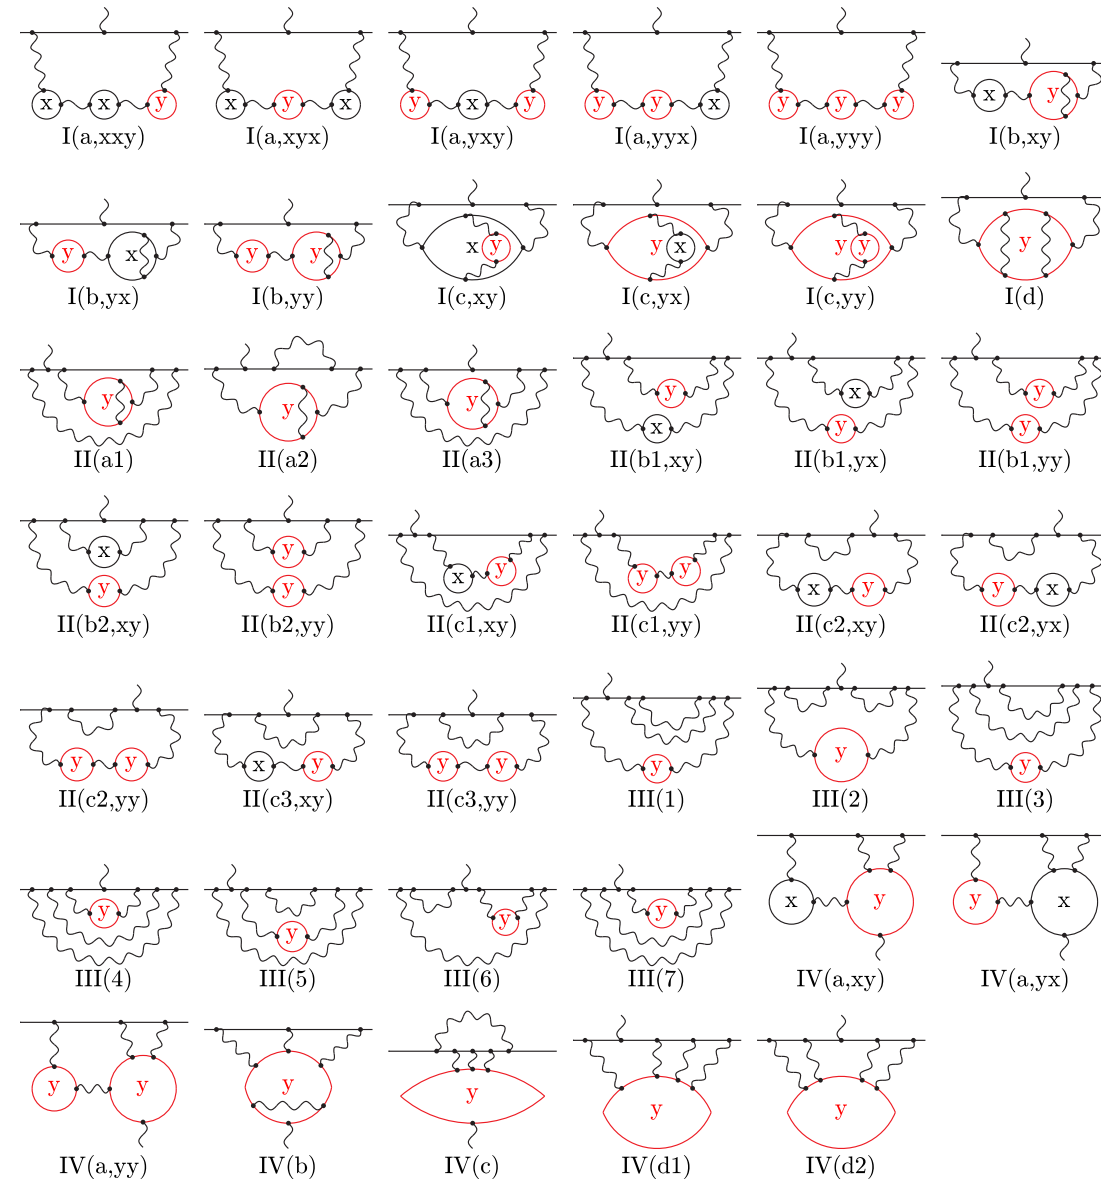 x x y x y x y x y y y x y y y
x y
I(a,xxy) I(a,xyx) I(a,yxy) I(a,yyx) I(a,yyy) I(b,xy)
y x y y x y y x y y y
I(b,yx) I(b,yy) I(c,xy) I(c,yx) I(c,yy) I(d)
y y y y x y
x y y
II(a1) II(a2) II(a3) II(b1,xy) II(b1,yx) II(b1,yy)
x y x y y y
y y x y y x
II(b2,xy) II(b2,yy) II(c1,xy) II(c1,yy) II(c2,xy) II(c2,yx)
y y x y y y y y y
II(c2,yy) II(c3,xy) II(c3,yy) III(1) III(2) III(3)
y y y y x y y x
III(4) III(5) III(6) III(7) IV(a,xy) IV(a,yx)
y y y y y y
IV(a,yy) IV(b) IV(c) IV(d1) IV(d2)